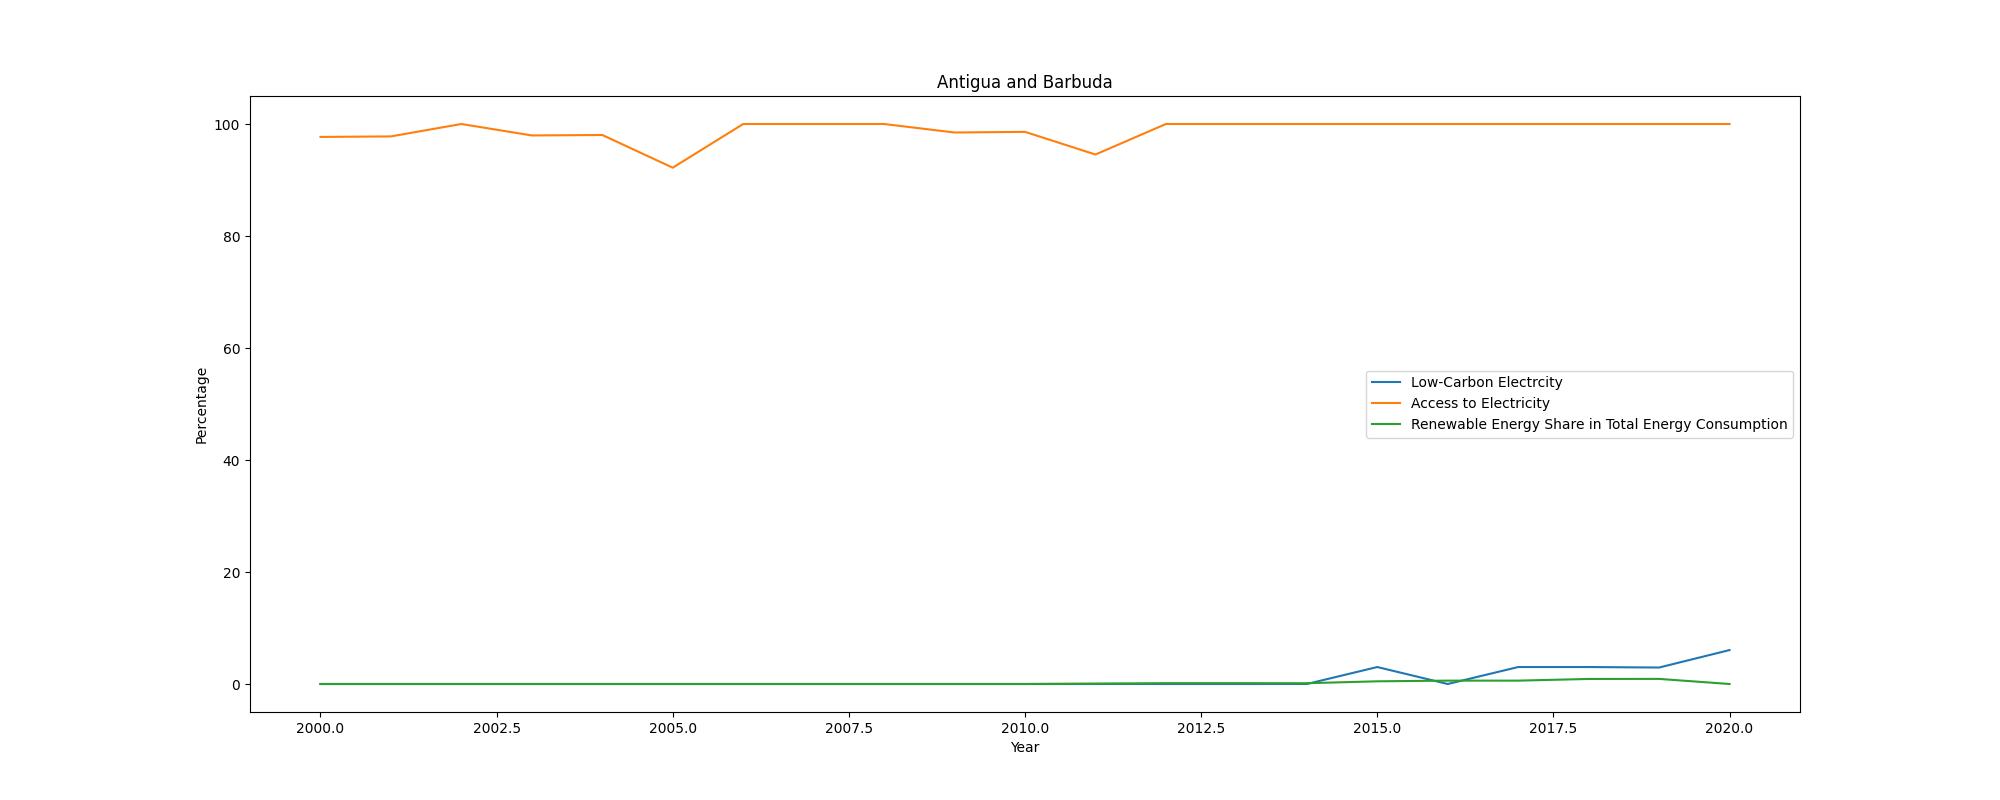 Antigua and Barbuda
100
80
60
40
20
0
Percentage
Low-Carbon Electrcity
Access to Electricity
Renewable Energy Share in Total Energy Consumption
2000.0 2002.5 2005.0 2007.5 2010.0 2012.5 2015.0 2017.5 2020.0
Year